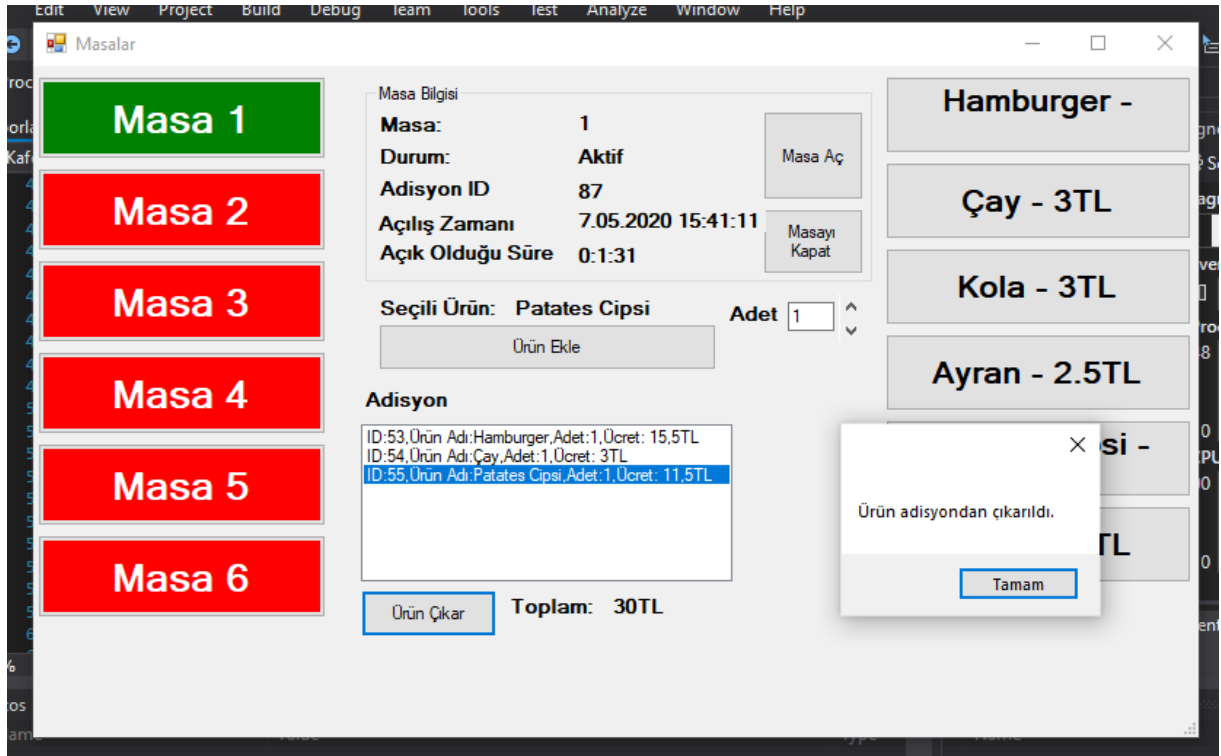 Edit View Project Build Debug Team Tools Test Analyze Window Help
Masalar
Masa 1
Masa 2
Masa 3
Masa 4
Masa 5
Masa 6
Masa Bilgisi
Masa: 1
Durum: Aktif
Adisyon ID 87
Açılış Zamanı 7.05.2020 15:41:11
Açık Olduğu Süre 0:1:31
Masa Aç
Masayı
Kapat
Seçili Ürün: Patates Cipsi
Adet 1
Ürün Ekle
Adisyon
ID:53,Ürün Adı:Hamburger,Adet:1,Ücret: 15,5TL
ID:54,Ürün Adı:Çay,Adet:1,Ücret: 3TL
ID:55,Ürün Adı:Patates Cipsi,Adet:1,Ücret: 11,5TL
Ürün Çıkar
Toplam: 30TL
Hamburger -
Çay - 3TL
Kola - 3TL
Ayran - 2.5TL
si -
TL
Ürün adisyondan çıkarıldı.
Tamam